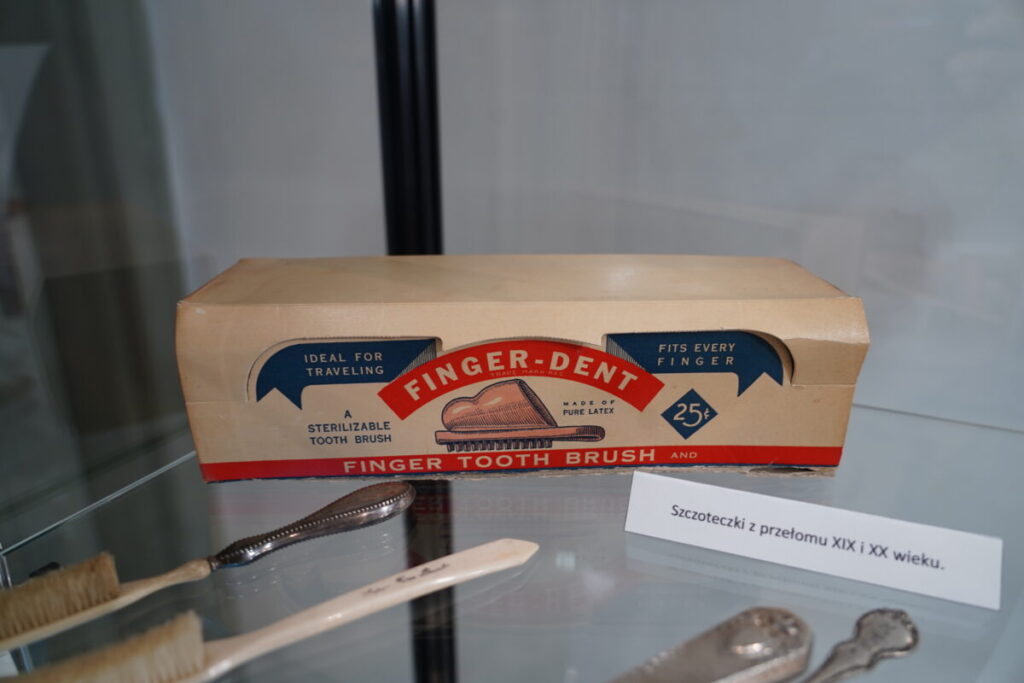 IDEAL FOR
TRAVELING
FINGER-DENT
TRADE MARK REG.
FITS EVERY
FINGER
A
STERILIZABLE
TOOTH BRUSH
MADE OF
PURE LATEX
25¢
FINGER TOOTH BRUSH AND
Szczoteczki z przełomu XIX i XX wieku.